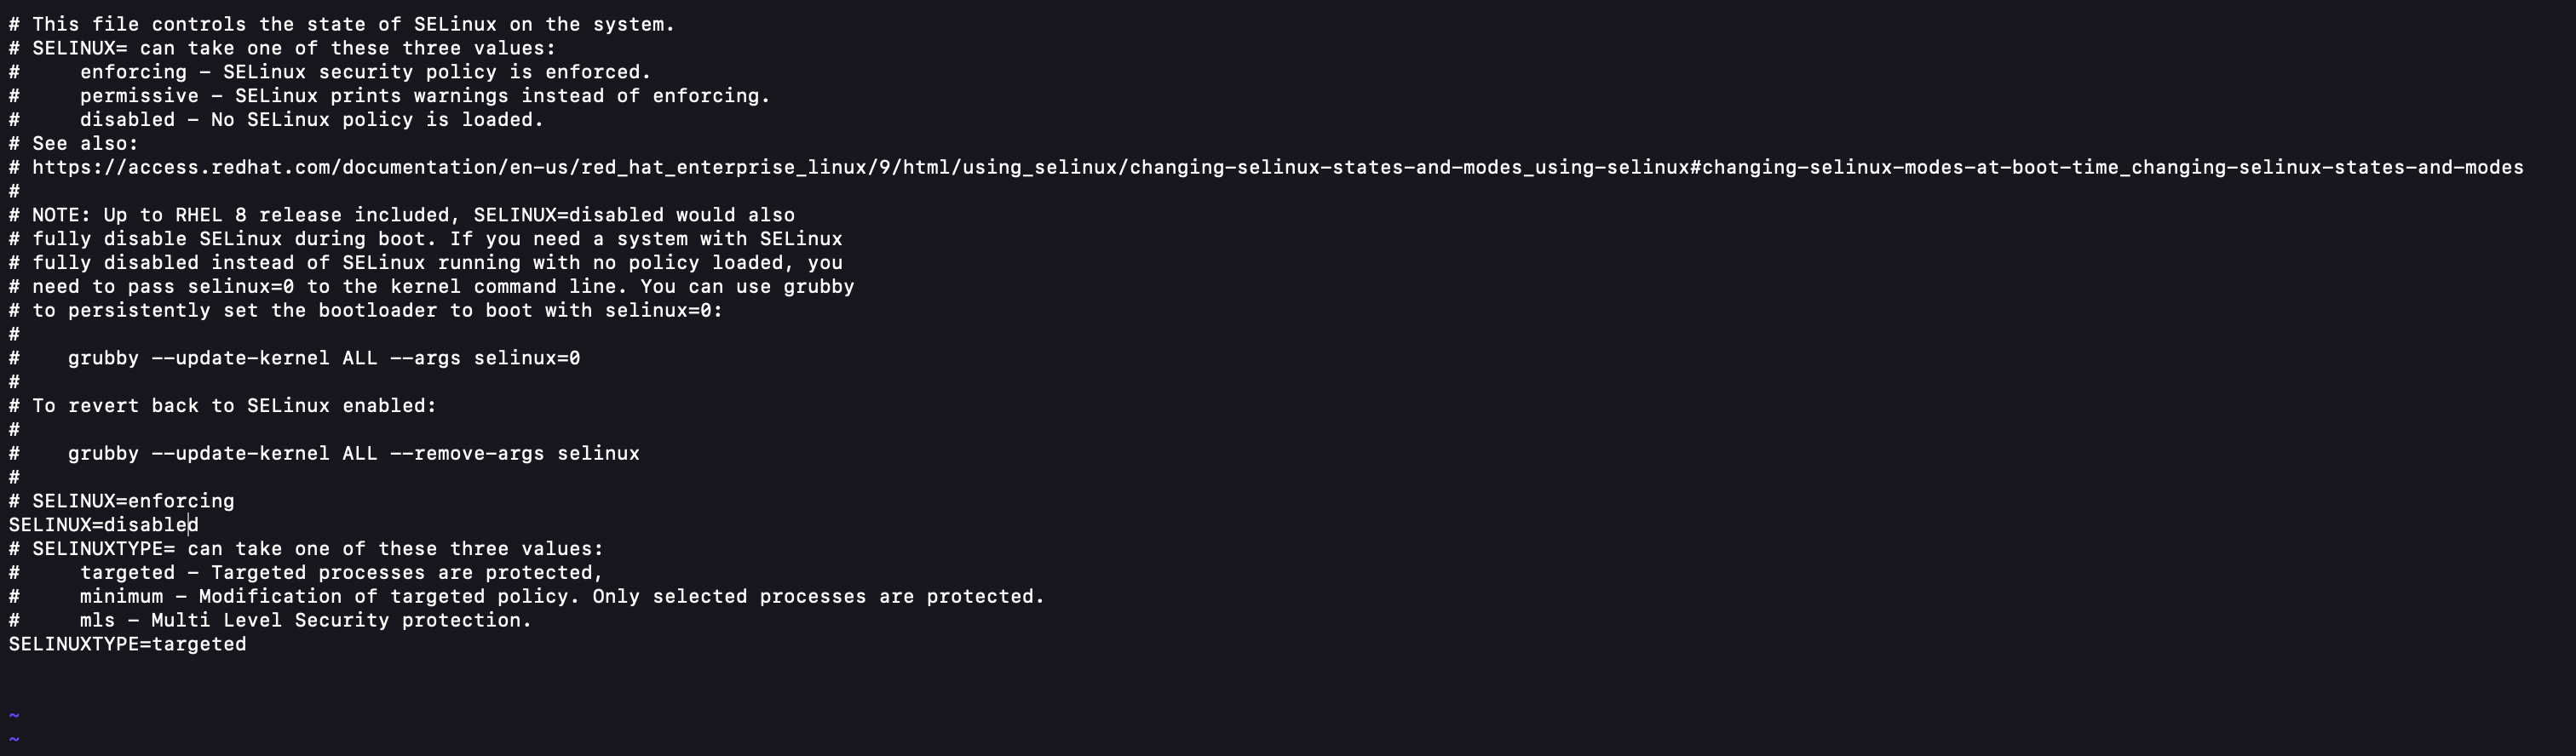 # This file controls the state of SELinux on the system.
# SELINUX= can take one of these three values:
#     enforcing - SELinux security policy is enforced.
#     permissive - SELinux prints warnings instead of enforcing.
#     disabled - No SELinux policy is loaded.
# See also:
# https://access.redhat.com/documentation/en-us/red_hat_enterprise_linux/9/html/using_selinux/changing-selinux-states-and-modes_using-selinux#changing-selinux-modes-at-boot-time_changing-selinux-states-and-modes
#
# NOTE: Up to RHEL 8 release included, SELINUX=disabled would also
# fully disable SELinux during boot. If you need a system with SELinux
# fully disabled instead of SELinux running with no policy loaded, you
# need to pass selinux=0 to the kernel command line. You can use grubby
# to persistently set the bootloader to boot with selinux=0:
#
#    grubby --update-kernel ALL --args selinux=0
#
# To revert back to SELinux enabled:
#
#    grubby --update-kernel ALL --remove-args selinux
#
# SELINUX=enforcing
SELINUX=disabled
# SELINUXTYPE= can take one of these three values:
#     targeted - Targeted processes are protected,
#     minimum - Modification of targeted policy. Only selected processes are protected.
#     mls - Multi Level Security protection.
SELINUXTYPE=targeted
~
~